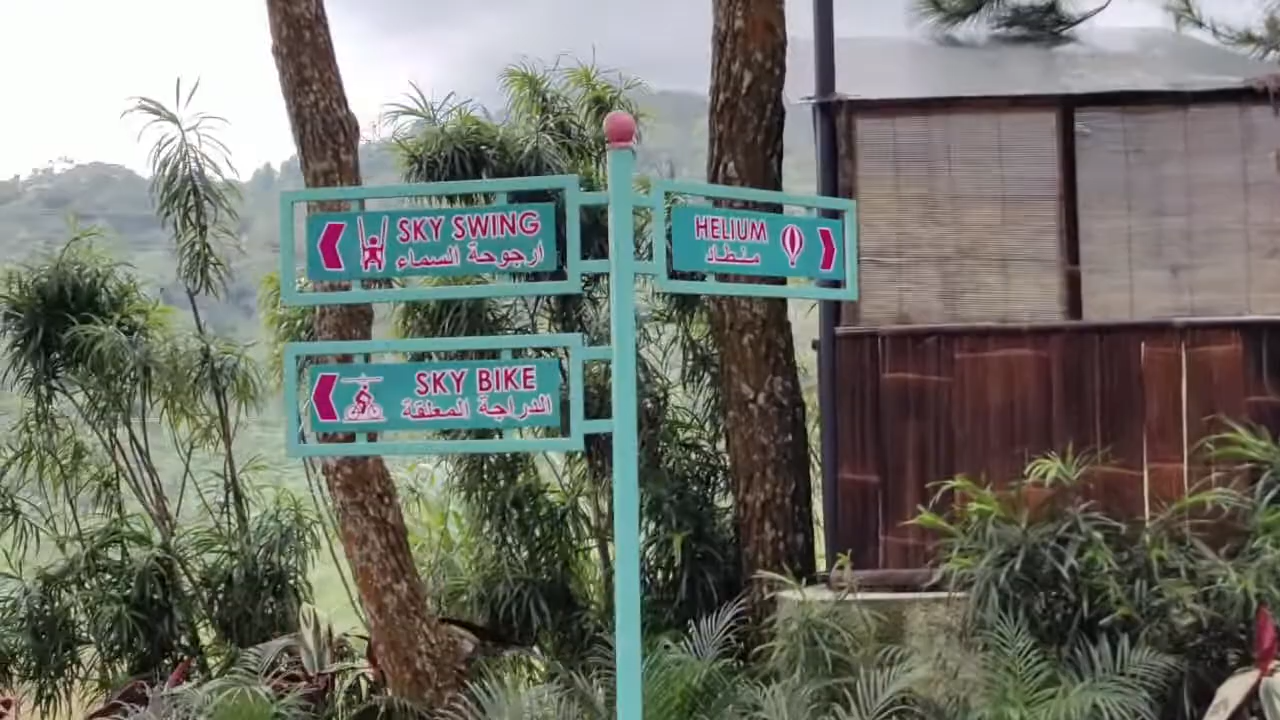 SKY SWING
ارجوحة السماء
HELIUM
منطاد
SKY BIKE
الدراجة المعلقة